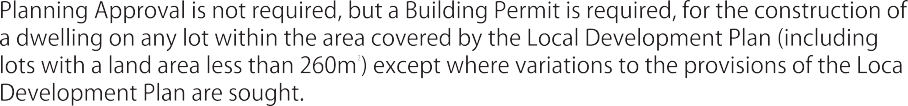 Planning Approval is not required, but a Building Permit is required, for the construction of
a dwelling on any lot within the area covered by the Local Development Plan (including
lots with a land area less than 260m²) except where variations to the provisions of the Loca
Development Plan are sought.